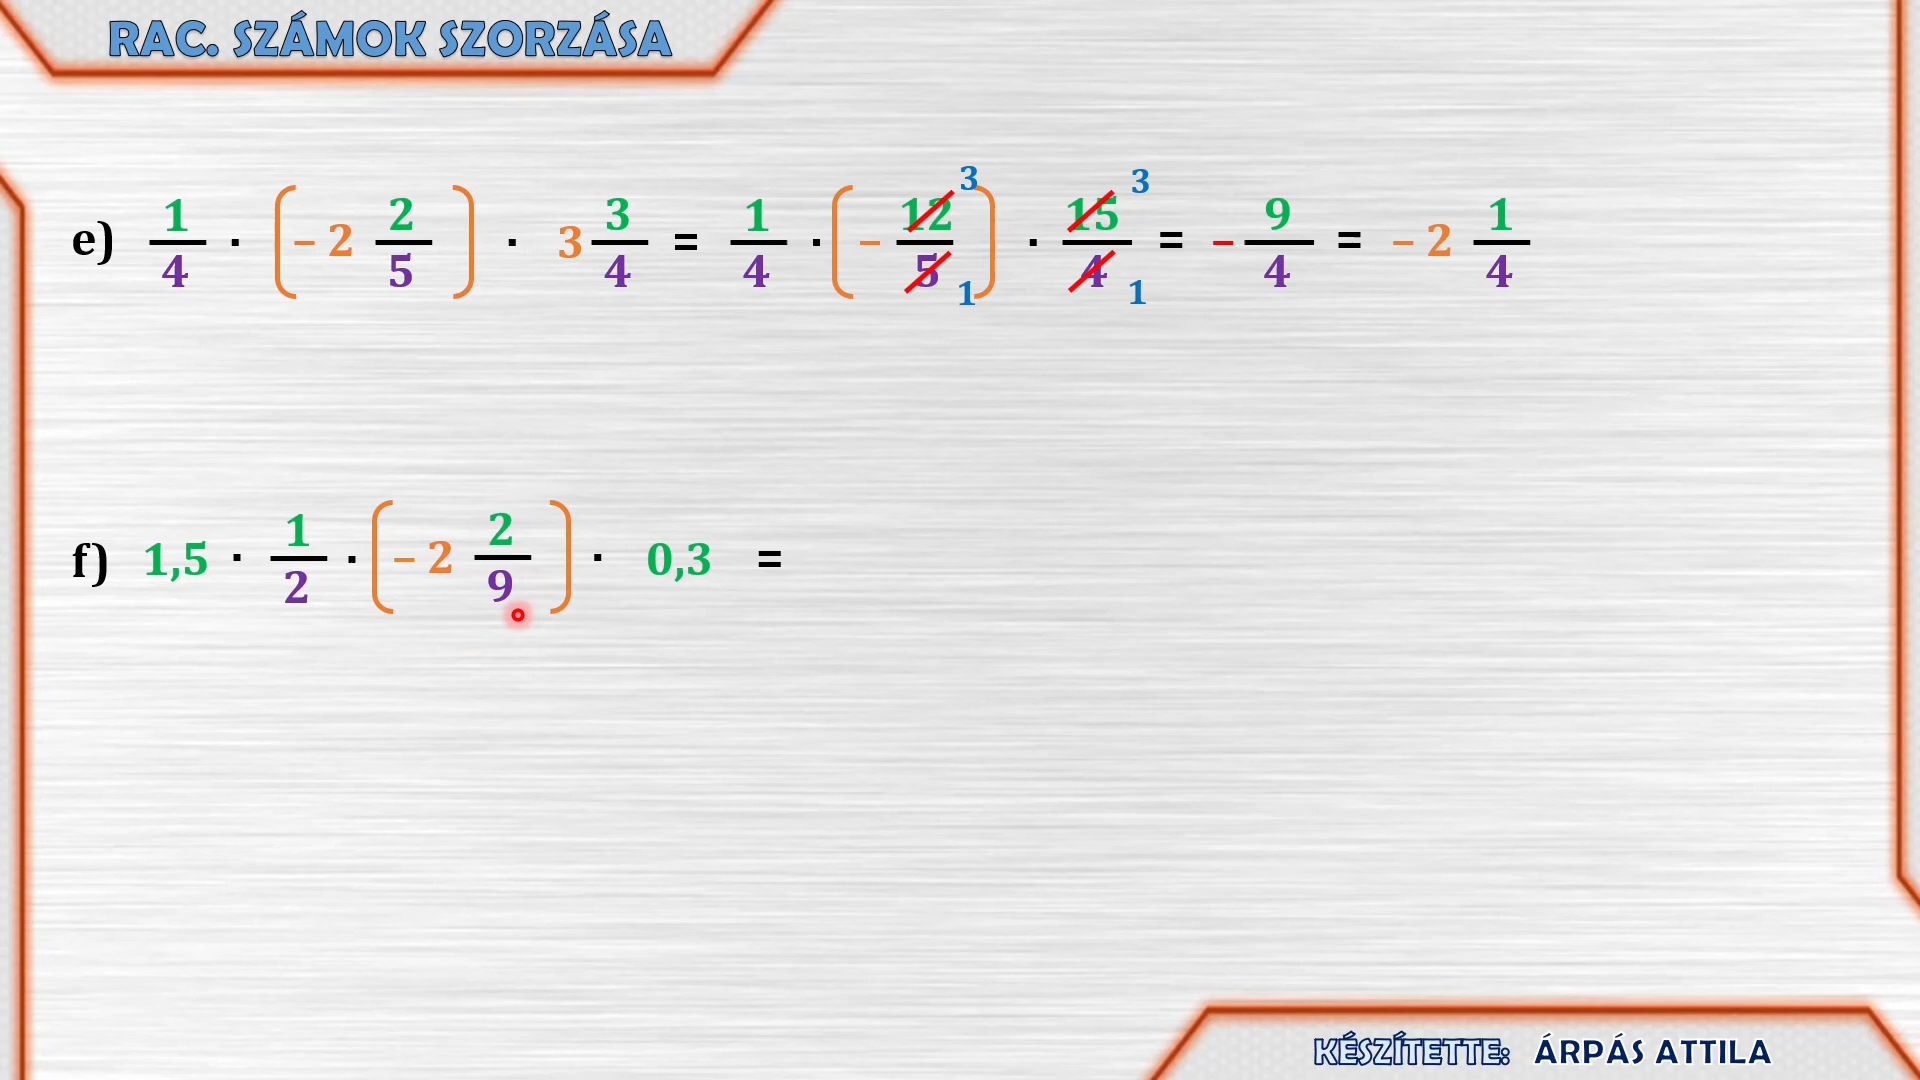 RAC. SZÁMOK SZORZÁSA
e) 1/4 · (– 2 2/5) · 3 3/4 = 1/4 · (– 12/5) · 15/4 = – 9/4 = – 2 1/4
3 3
1 1
f) 1,5 · 1/2 · (– 2 2/9) · 0,3 =
KÉSZÍTETTE: ÁRPÁS ATTILA